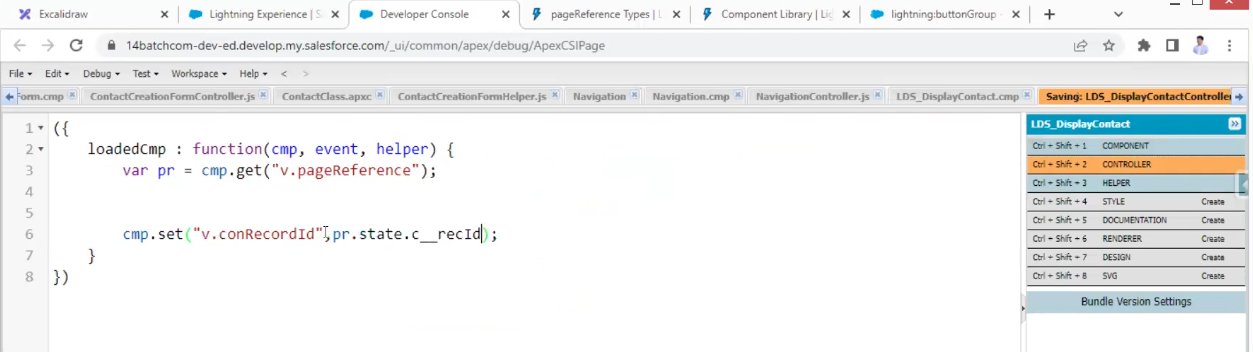 Excalidraw
Lightning Experience | S
Developer Console
pageReference Types | L
Component Library | Lig
lightning:buttonGroup -
14batchcom-dev-ed.develop.my.salesforce.com/_ui/common/apex/debug/ApexCSIPage
File Edit Debug Test Workspace Help < >
Form.cmp ContactCreationFormController.js ContactClass.apxc ContactCreationFormHelper.js Navigation Navigation.cmp NavigationController.js LDS_DisplayContact.cmp Saving: LDS_DisplayContactController
1 ({
2 loadedCmp : function(cmp, event, helper) {
3 var pr = cmp.get("v.pageReference");
4
5
6 cmp.set("v.conRecordId",pr.state.c__recId);
7 }
8 })
LDS_DisplayContact
Ctrl + Shift + 1 COMPONENT
Ctrl + Shift + 2 CONTROLLER
Ctrl + Shift + 3 HELPER
Ctrl + Shift + 4 STYLE Create
Ctrl + Shift + 5 DOCUMENTATION Create
Ctrl + Shift + 6 RENDERER Create
Ctrl + Shift + 7 DESIGN Create
Ctrl + Shift + 8 SVG Create
Bundle Version Settings